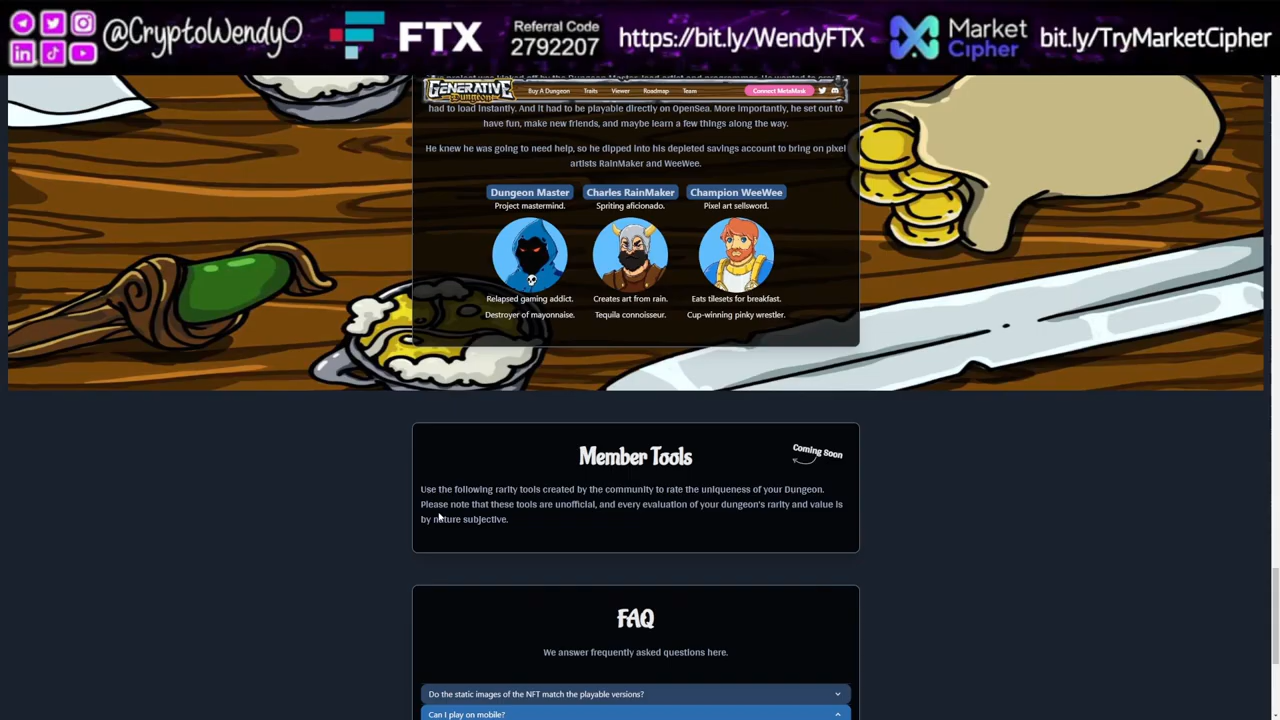 @CryptoWendyO
FTX
Referral Code
2792207
https://bit.ly/WendyFTX
Market
Cipher
bit.ly/TryMarketCipher
GENERATIVE
Dungeon
Buy A Dungeon
Traits
Viewer
Roadmap
Team
Connect MetaMask
had to load instantly. And it had to be playable directly on OpenSea. More importantly, he set out to
have fun, make new friends, and maybe learn a few things along the way.
He knew he was going to need help, so he dipped into his depleted savings account to bring on pixel
artists RainMaker and WeeWee.
Dungeon Master
Charles RainMaker
Champion WeeWee
Project mastermind.
Spriting aficionado.
Pixel art sellsword.
Relapsed gaming addict.
Creates art from rain.
Eats tilesets for breakfast.
Destroyer of mayonnaise.
Tequila connoisseur.
Cup-winning pinky wrestler.
Member Tools
Coming Soon
Use the following rarity tools created by the community to rate the uniqueness of your Dungeon.
Please note that these tools are unofficial, and every evaluation of your dungeon's rarity and value is
by nature subjective.
FAQ
We answer frequently asked questions here.
Do the static images of the NFT match the playable versions?
Can I play on mobile?